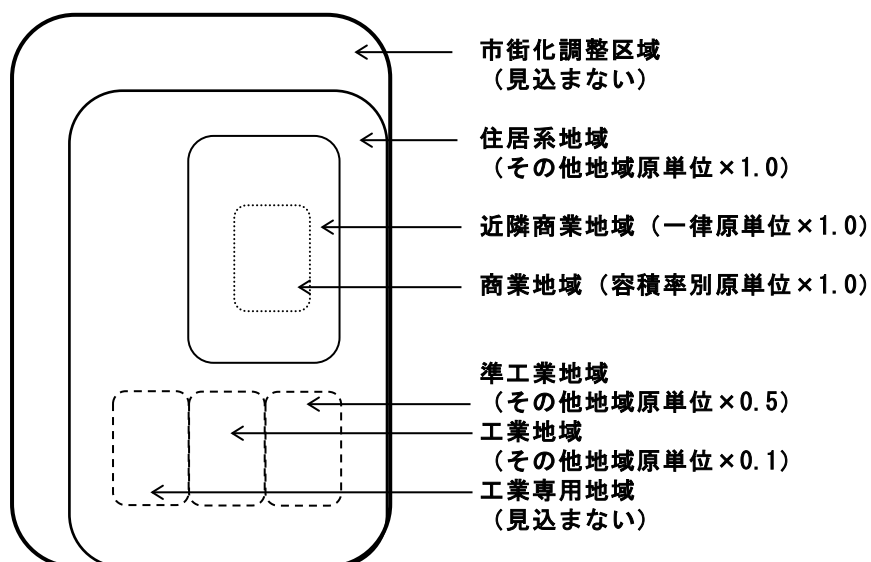 市街化調整区域
（見込まない）
住居系地域
（その他地域原単位×1.0）
近隣商業地域（一律原単位×1.0）
商業地域（容積率別原単位×1.0）
準工業地域
（その他地域原単位×0.5）
工業地域
（その他地域原単位×0.1）
工業専用地域
（見込まない）